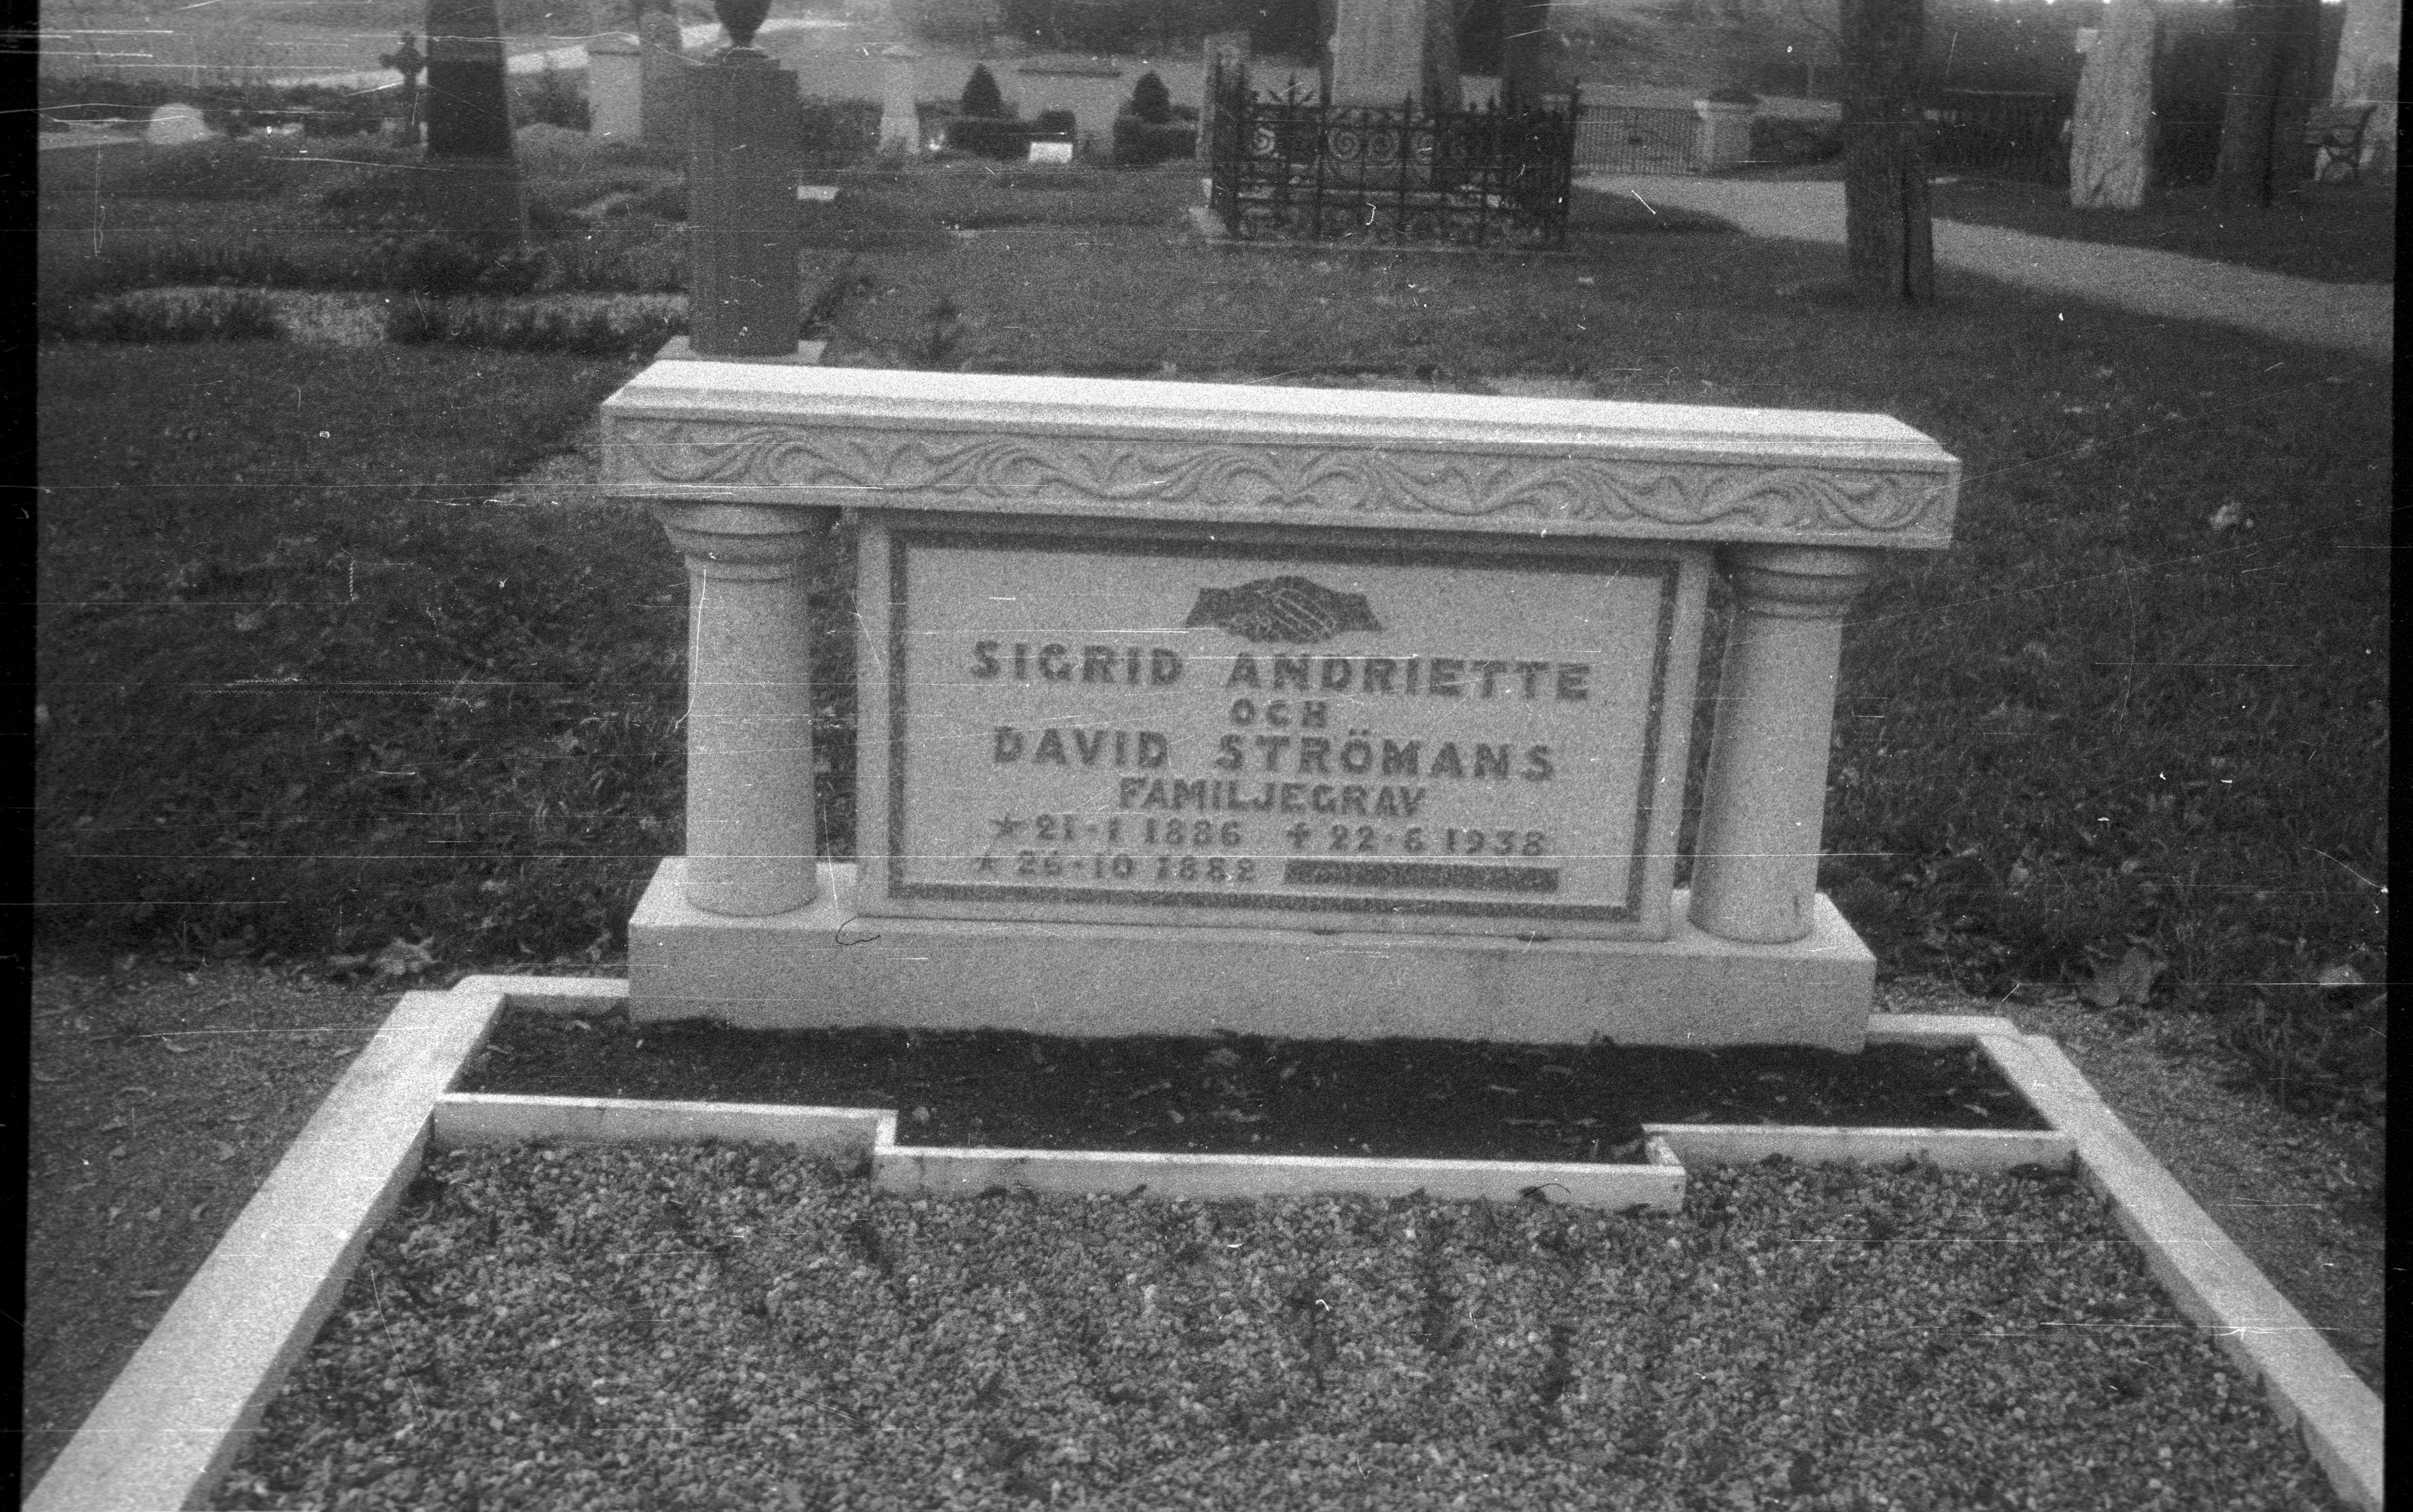 SIGRID ANDRIETTE
OCH
DAVID STRÖMANS
FAMILJEGRAV
★ 21-1 1886 ✝ 22-6 1938
★ 26-10 1882